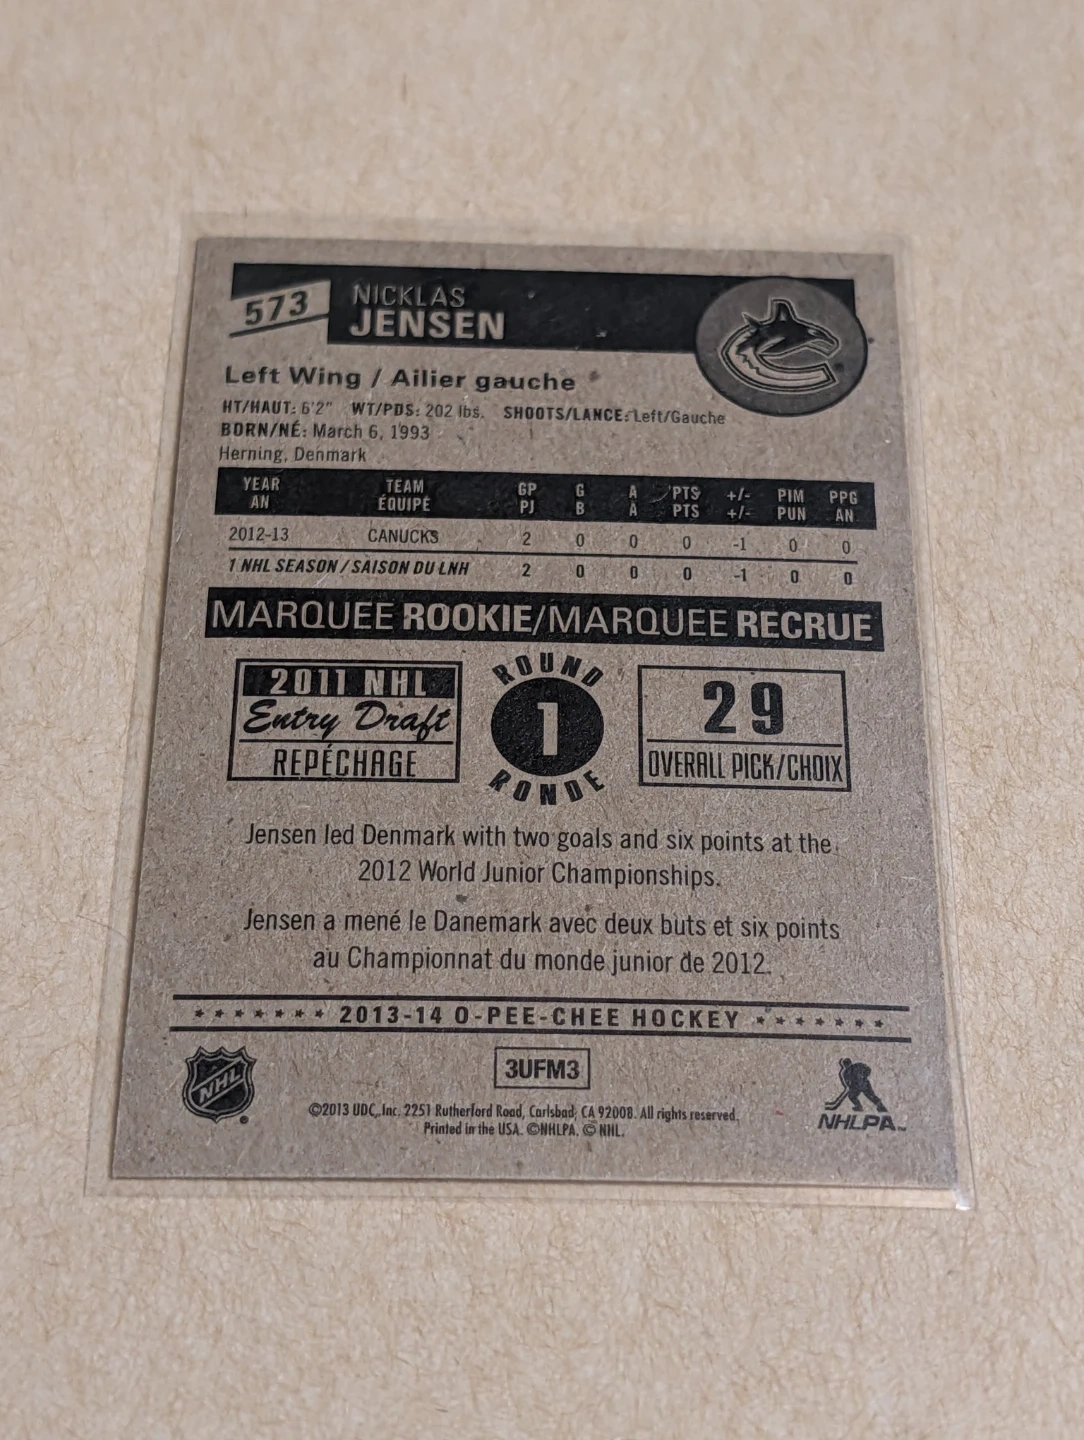 573
NICKLAS
JENSEN
Left Wing / Ailier gauche
HT/HAUT: 6'2" WT/PDS: 202 lbs. SHOOTS/LANCE: Left/Gauche
BORN/NÉ: March 6, 1993
Herning, Denmark
YEAR TEAM GP G A PTS +/- PIM PPG
AN ÉQUIPE PJ B A PTS +/- PUN AN
2012-13 CANUCKS 2 0 0 0 -1 0 0
1 NHL SEASON / SAISON DU LNH 2 0 0 0 -1 0 0
MARQUEE ROOKIE/MARQUEE RECRUE
2011 NHL
Entry Draft
REPÉCHAGE
ROUND
1
RONDE
29
OVERALL PICK/CHOIX
Jensen led Denmark with two goals and six points at the
2012 World Junior Championships.
Jensen a mené le Danemark avec deux buts et six points
au Championnat du monde junior de 2012.
2013-14 O-PEE-CHEE HOCKEY
NHL
3UFM3
NHLPA™
©2013 UDC, Inc. 2251 Rutherford Road, Carlsbad, CA 92008. All rights reserved.
Printed in the USA. ©NHLPA. © NHL.